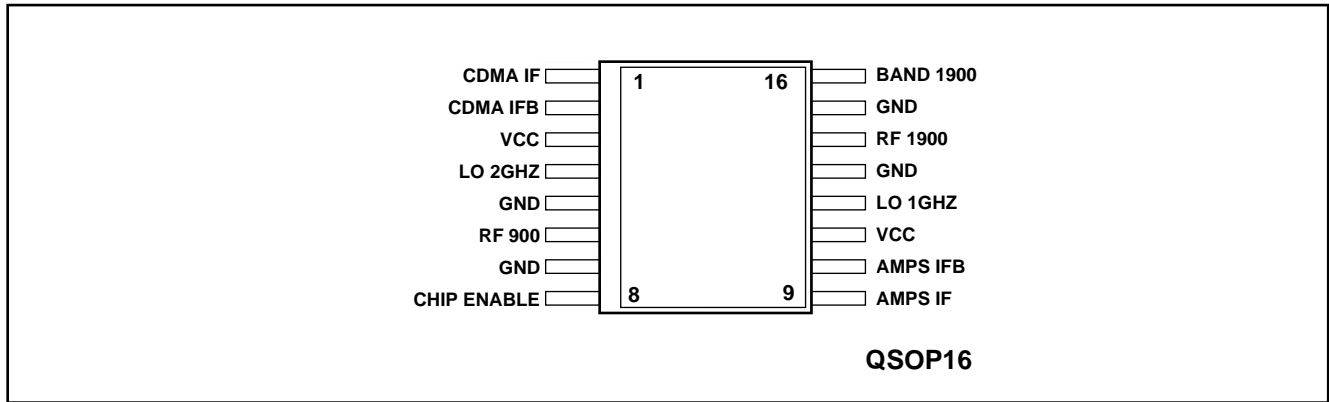 CDMA IF 1 16 BAND 1900
CDMA IFB GND
VCC RF 1900
LO 2GHZ GND
GND LO 1GHZ
RF 900 VCC
GND AMPS IFB
CHIP ENABLE 8 9 AMPS IF
QSOP16